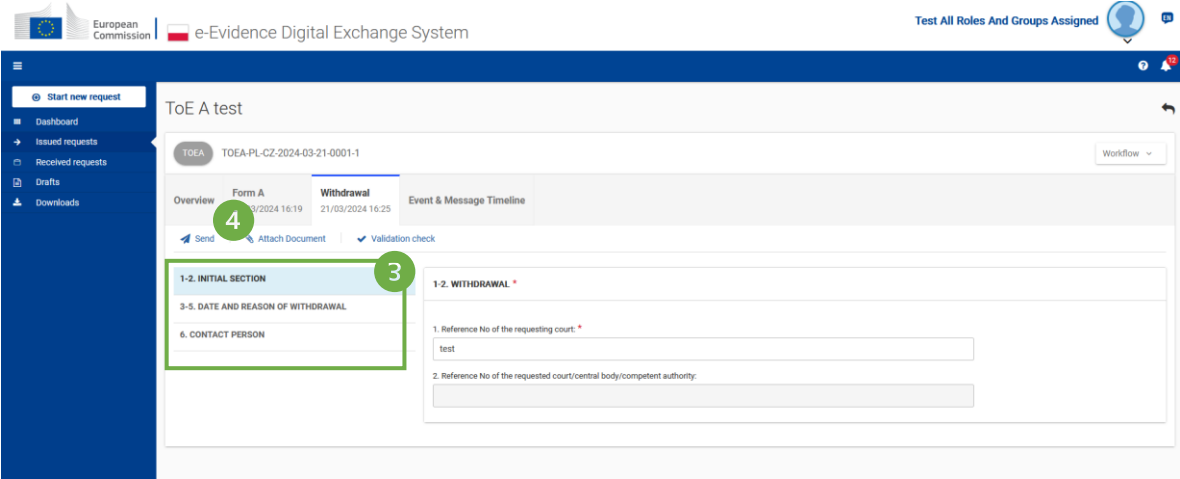 European
Commission
e-Evidence Digital Exchange System
Test All Roles And Groups Assigned
EN
12
Start new request
Dashboard
Issued requests
Received requests
Drafts
Downloads
ToE A test
TOEA TOEA-PL-CZ-2024-03-21-0001-1
Workflow
Overview
Form A
3/2024 16:19
Withdrawal
21/03/2024 16:25
Event & Message Timeline
4
Send Attach Document Validation check
3
1-2. INITIAL SECTION
3-5. DATE AND REASON OF WITHDRAWAL
6. CONTACT PERSON
1-2. WITHDRAWAL *
1. Reference No of the requesting court: *
test
2. Reference No of the requested court/central body/competent authority: